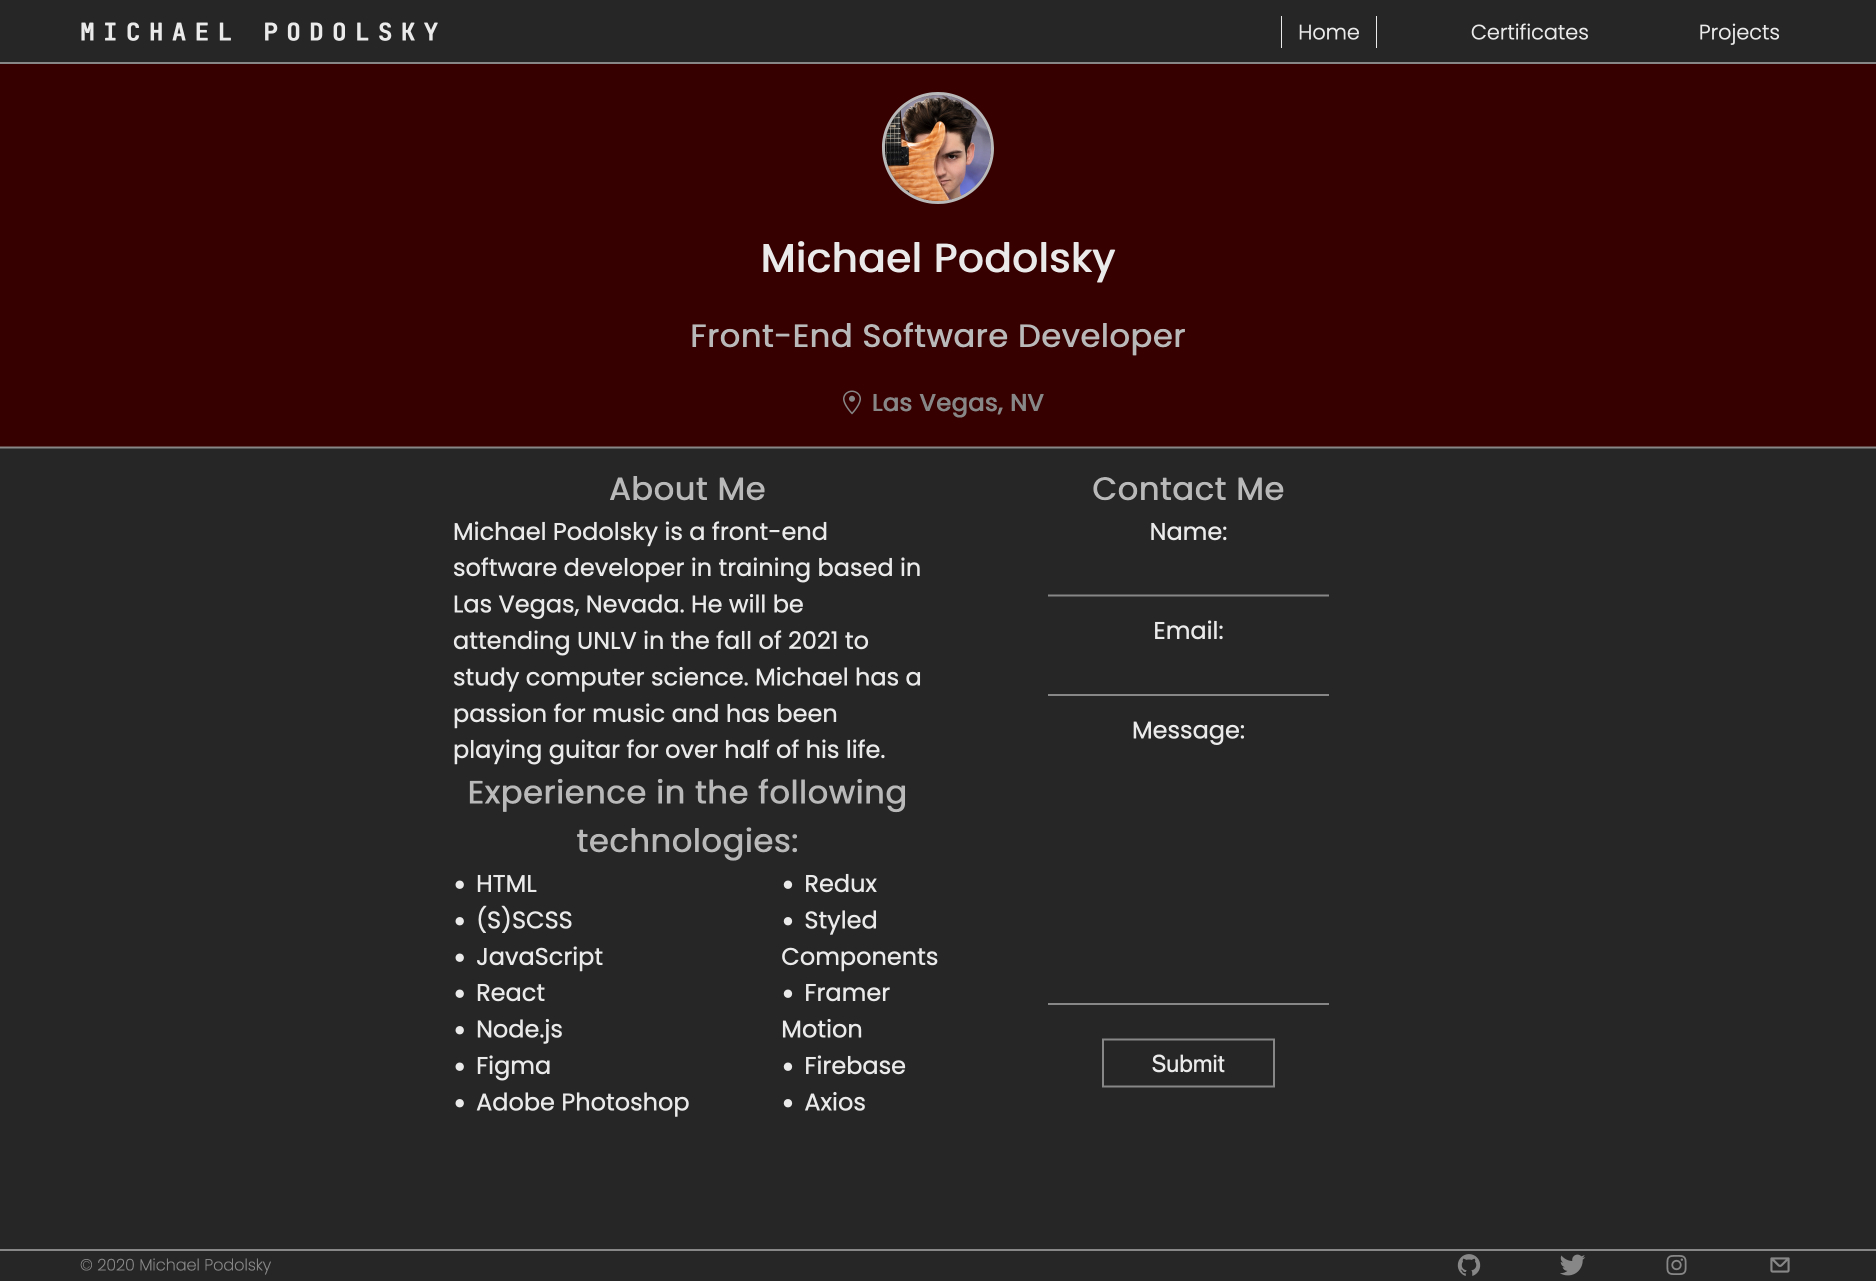 MICHAEL PODOLSKY
Home
Certificates
Projects
Michael Podolsky
Front-End Software Developer
Las Vegas, NV
About Me
Michael Podolsky is a front-end
software developer in training based in
Las Vegas, Nevada. He will be
attending UNLV in the fall of 2021 to
study computer science. Michael has a
passion for music and has been
playing guitar for over half of his life.
Experience in the following
technologies:
• HTML
• (S)SCSS
• JavaScript
• React
• Node.js
• Figma
• Adobe Photoshop
• Redux
• Styled
Components
• Framer
Motion
• Firebase
• Axios
Contact Me
Name:
Email:
Message:
Submit
© 2020 Michael Podolsky